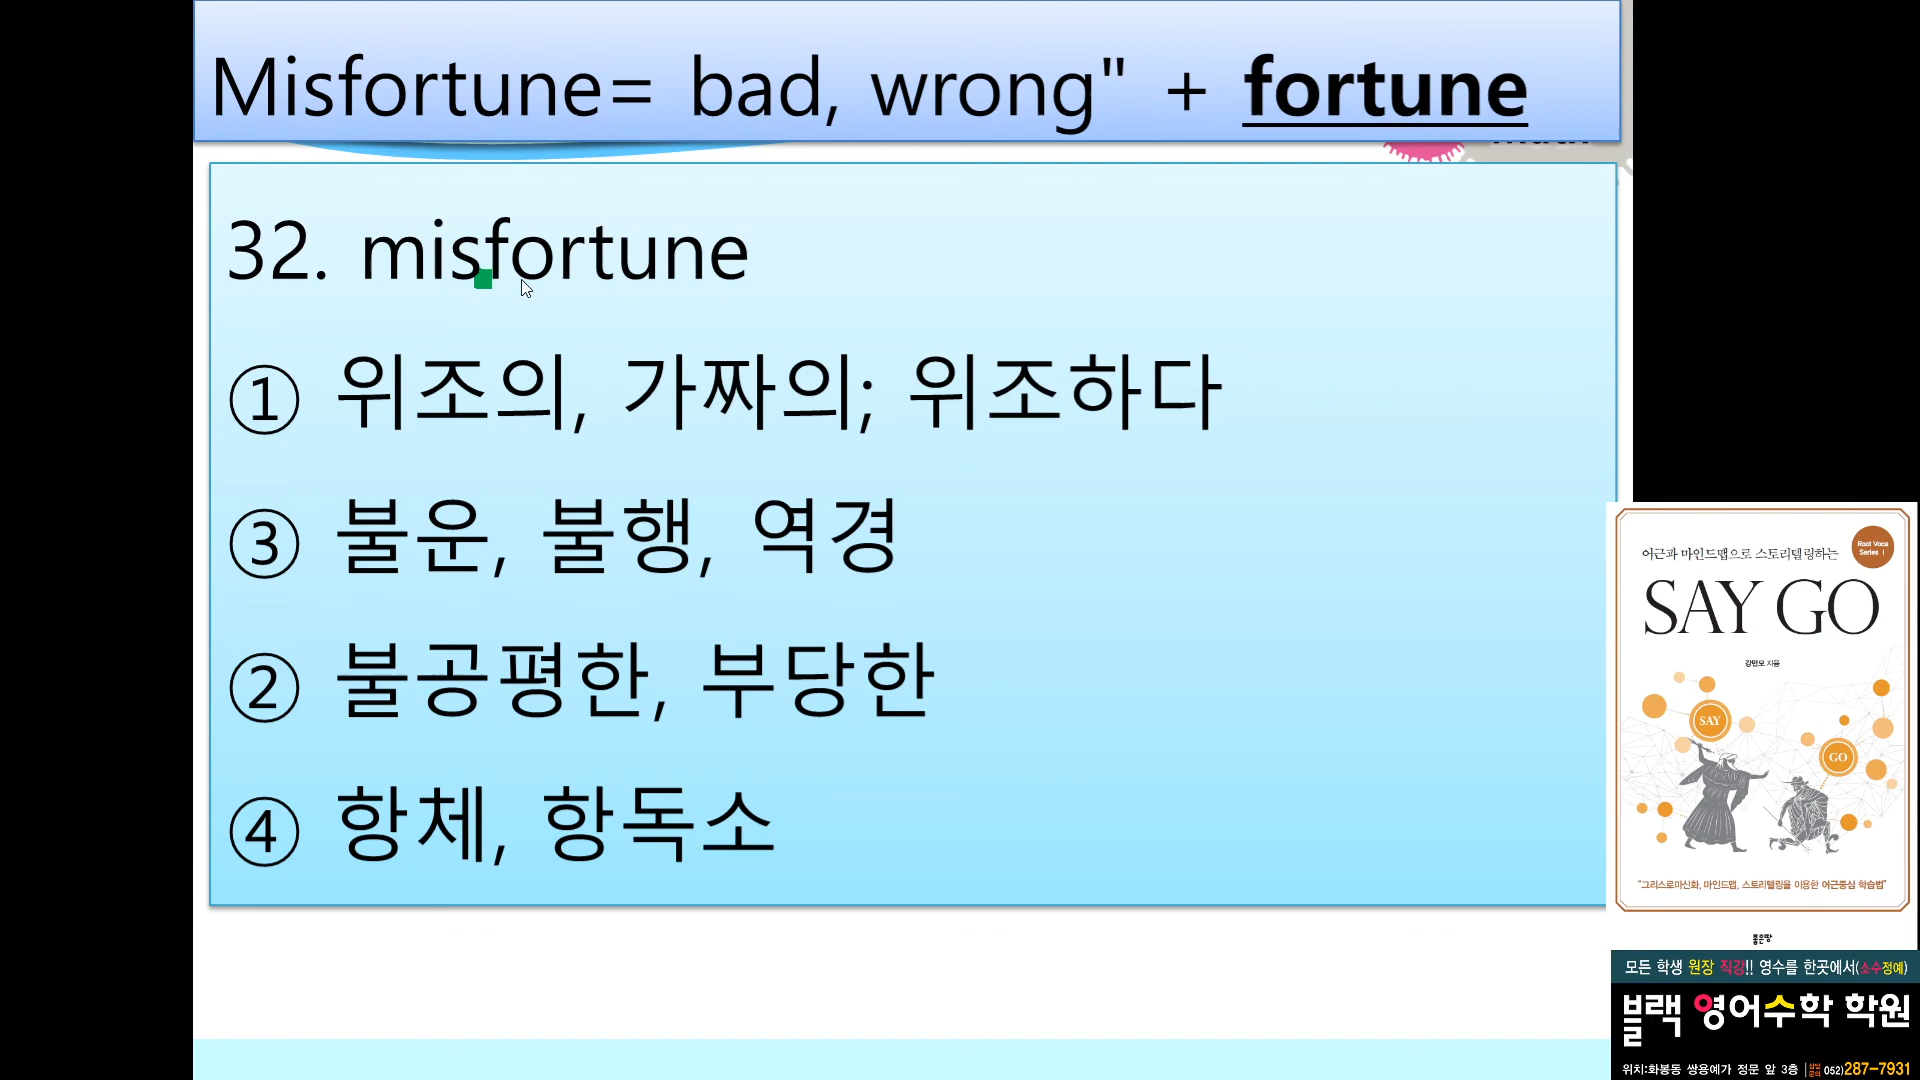 Misfortune= bad, wrong" + fortune
32. misfortune
① 위조의, 가짜의; 위조하다
③ 불운, 불행, 역경
② 불공평한, 부당한
④ 항체, 항독소
어근과 마인드맵으로 스토리텔링하는
Root Voca
Series I
SAY GO
강민모 지음
SAY
GO
"그리스로마신화, 마인드맵, 스토리텔링을 이용한 어근중심 학습법"
좋은땅
모든 학생 원장 직강!! 영수를 한곳에서(소수정예)
블랙 영어수학 학원
위치:화봉동 쌍용예가 정문 앞 3층 상담문의 052)287-7931